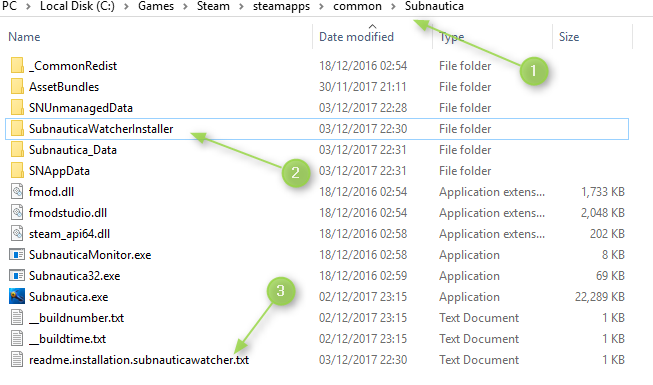 PC > Local Disk (C:) > Games > Steam > steamapps > common > Subnautica
Name Date modified Type Size
1
_CommonRedist 18/12/2016 02:54 File folder
AssetBundles 30/11/2017 21:11 File folder
SNUnmanagedData 03/12/2017 22:28 File folder
SubnauticaWatcherInstaller 03/12/2017 22:30 File folder
Subnautica_Data 03/12/2017 22:31 File folder
2
SNAppData 03/12/2017 22:31 File folder
fmod.dll 18/12/2016 02:54 Application extens... 1,733 KB
fmodstudio.dll 18/12/2016 02:54 Application extens... 2,048 KB
steam_api64.dll 18/12/2016 02:58 Application extens... 202 KB
SubnauticaMonitor.exe 18/12/2016 02:58 Application 8 KB
Subnautica32.exe 18/12/2016 02:59 Application 69 KB
3
Subnautica.exe 02/12/2017 23:15 Application 22,289 KB
__buildnumber.txt 02/12/2017 23:15 Text Document 1 KB
__buildtime.txt 02/12/2017 23:15 Text Document 1 KB
readme.installation.subnauticawatcher.txt 03/12/2017 22:30 Text Document 1 KB